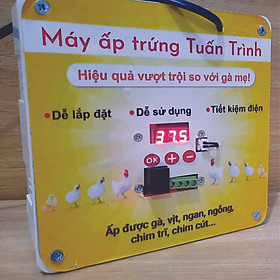 Máy ấp trứng Tuấn Trình
Hiệu quả vượt trội so với gà mẹ!
•Dễ lắp đặt •Dễ sử dụng •Tiết kiệm điện
37.5
OK + -
Ấp được gà, vịt, ngan, ngỗng,
chim trĩ, chim cút...